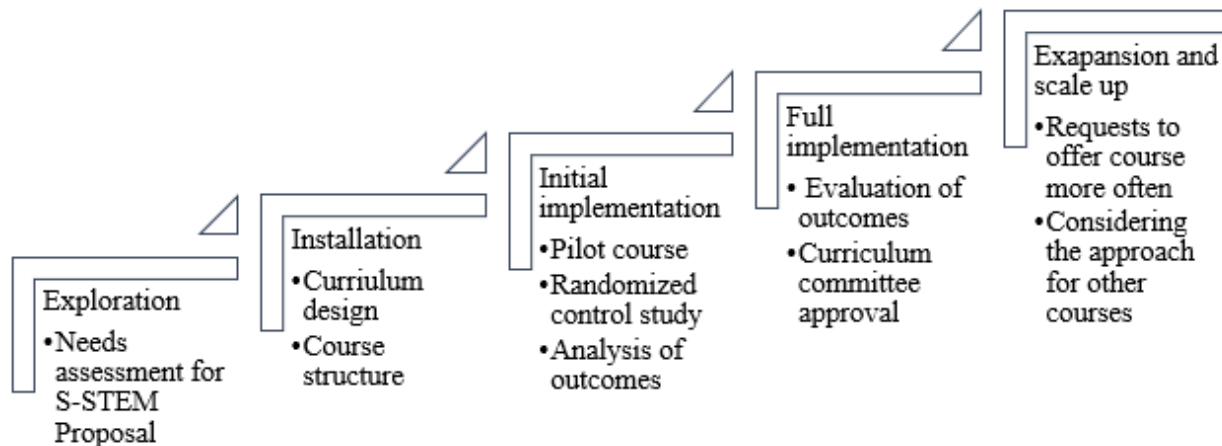 Exploration
•Needs
assessment for
S-STEM
Proposal
Installation
•Curriulum
design
•Course
structure
Initial
implementation
•Pilot course
•Randomized
control study
•Analysis of
outcomes
Full
implementation
• Evaluation of
outcomes
•Curriculum
committee
approval
Exapansion and
scale up
•Requests to
offer course
more often
•Considering
the approach
for other
courses